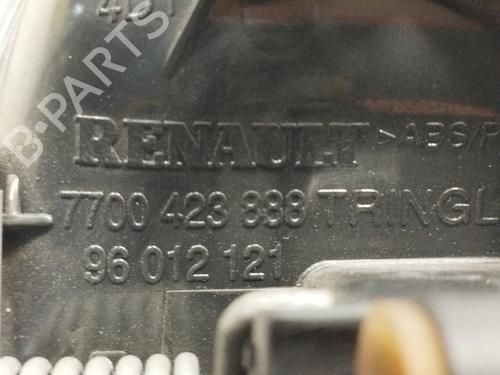 B-PARTS
RENAULT >ABS/P
7700 423 888 TRINGL
96 012 121